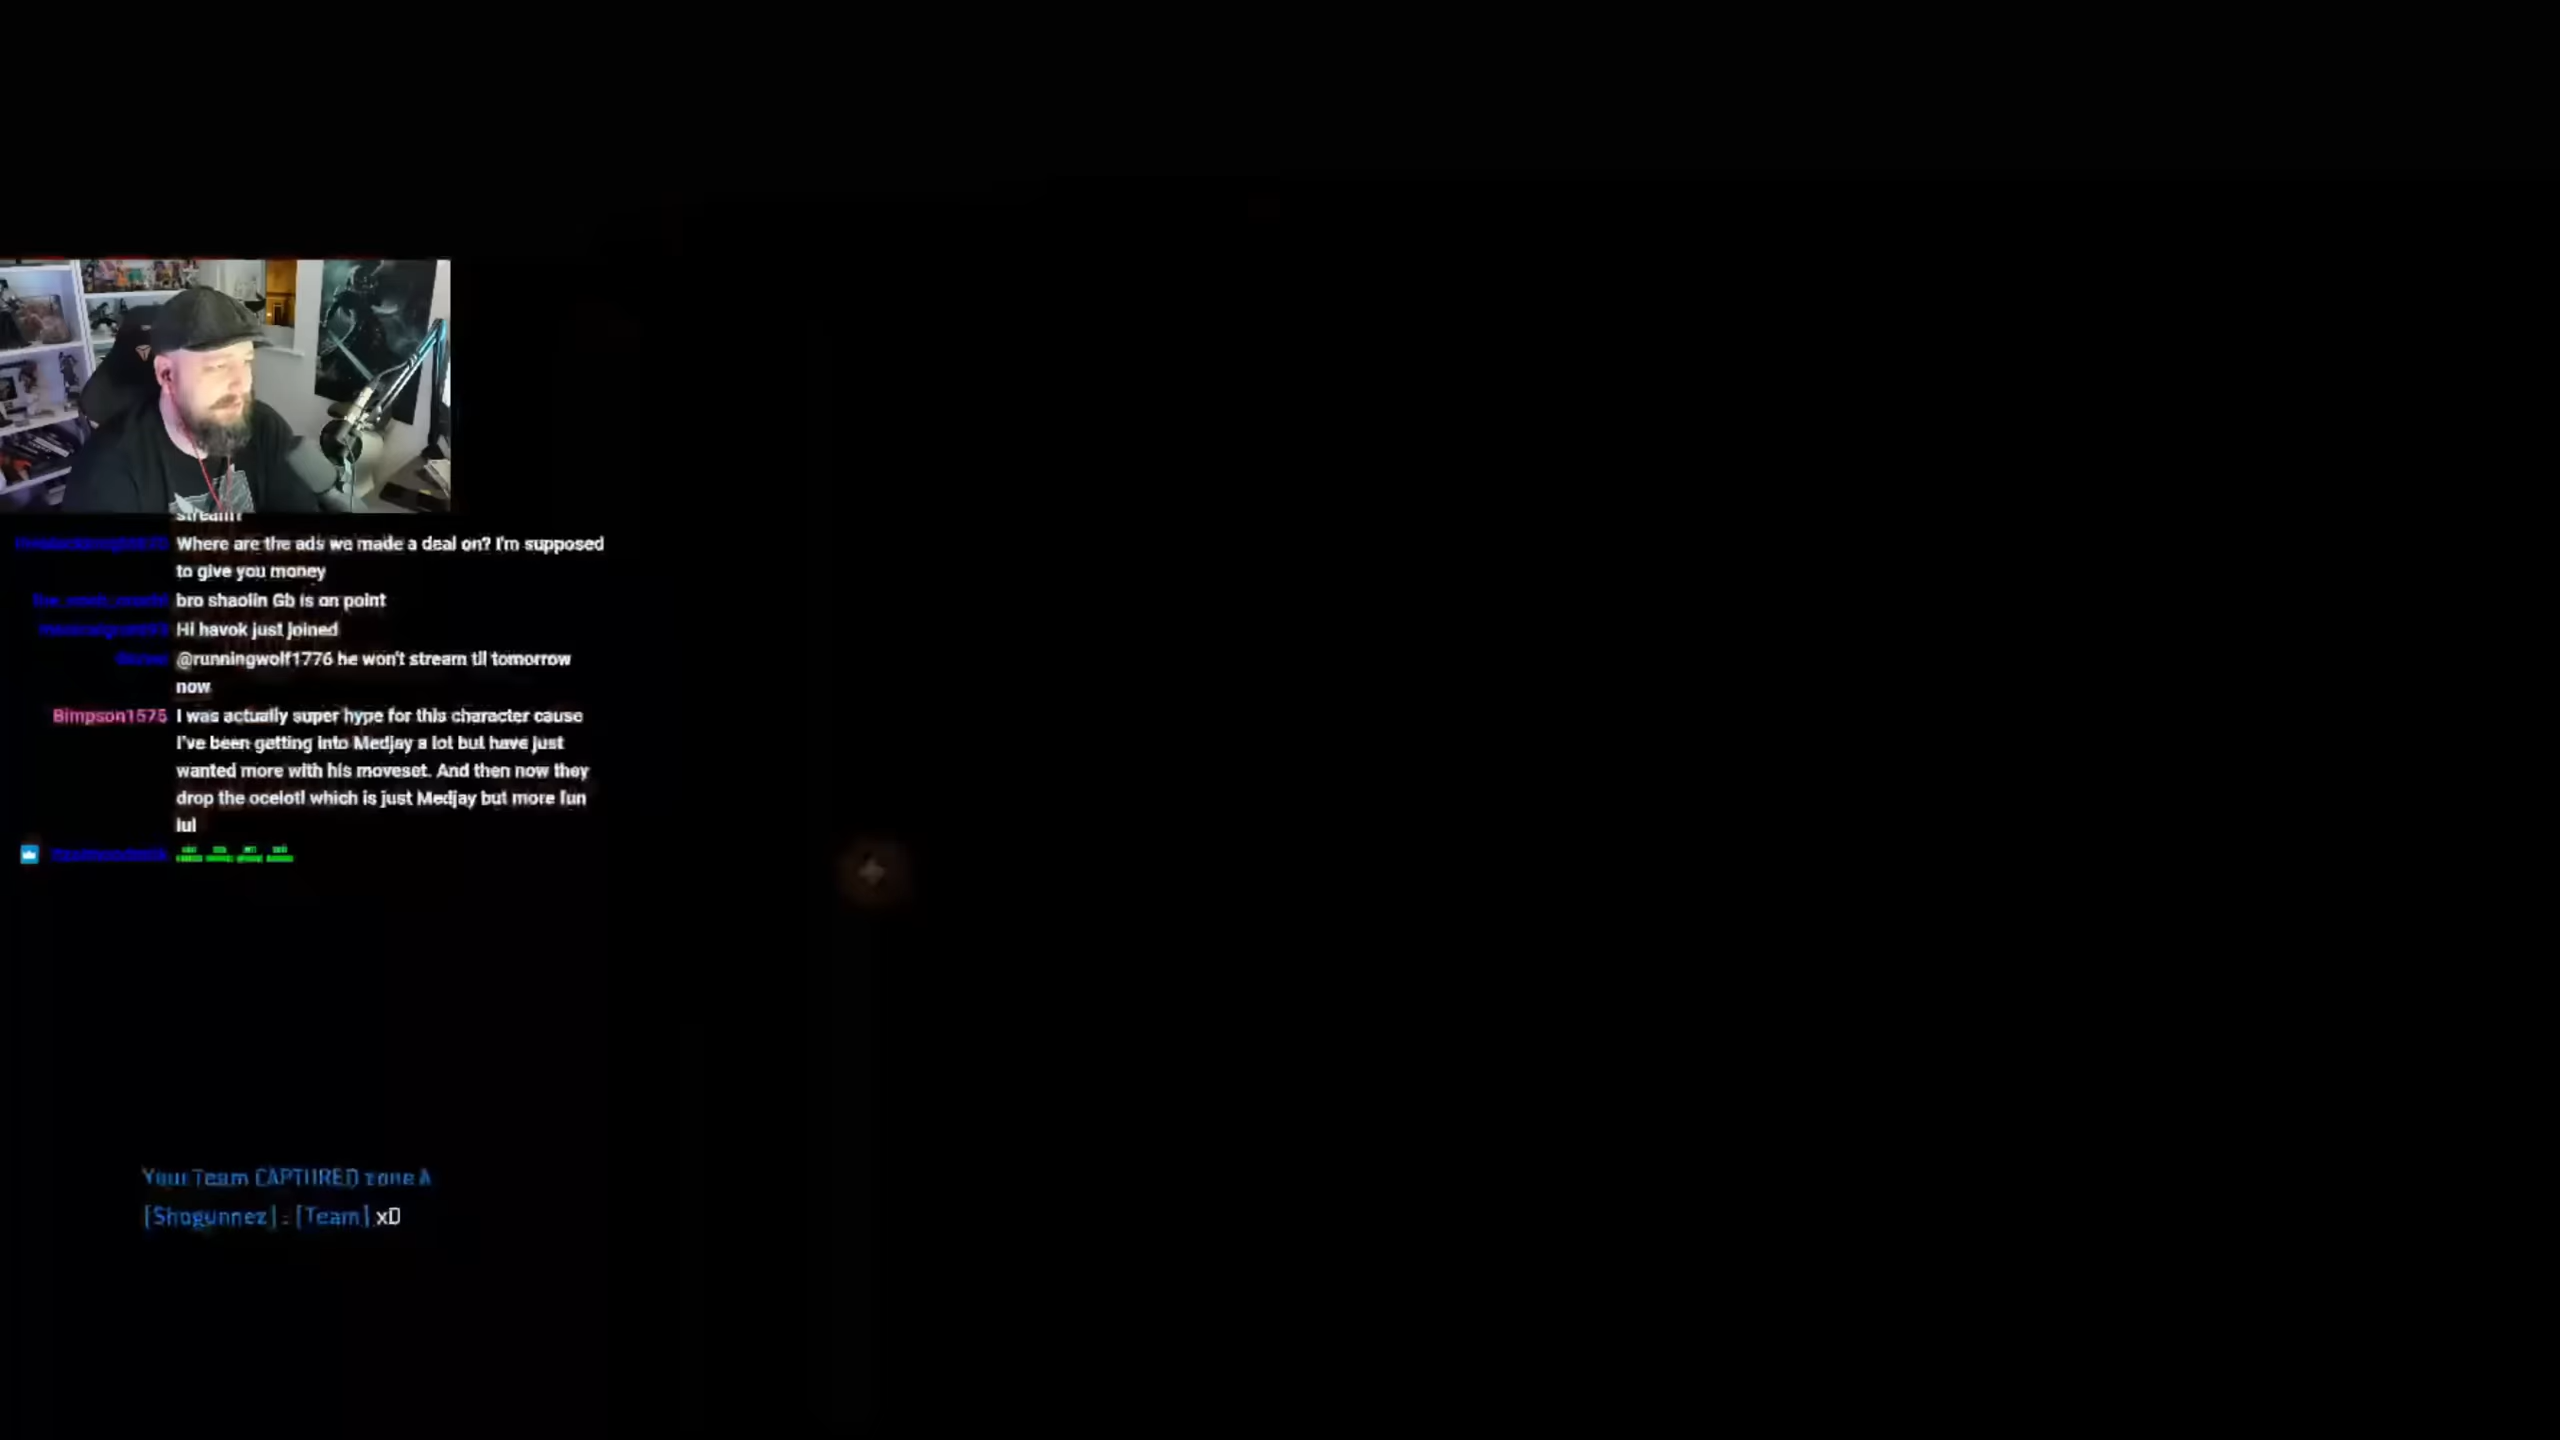 stream?
Where are the ads we made a deal on? I'm supposed
to give you money
bro shaolin Gb is on point
Hi havok just joined
@runningwolf1776 he won't stream til tomorrow
now
Bimpson1575 I was actually super hype for this character cause
I've been getting into Medjay a lot but have just
wanted more with his moveset. And then now they
drop the ocelotl which is just Medjay but more fun
lul
Your Team CAPTURED zone A
[Shogunnez] : [Team] xD